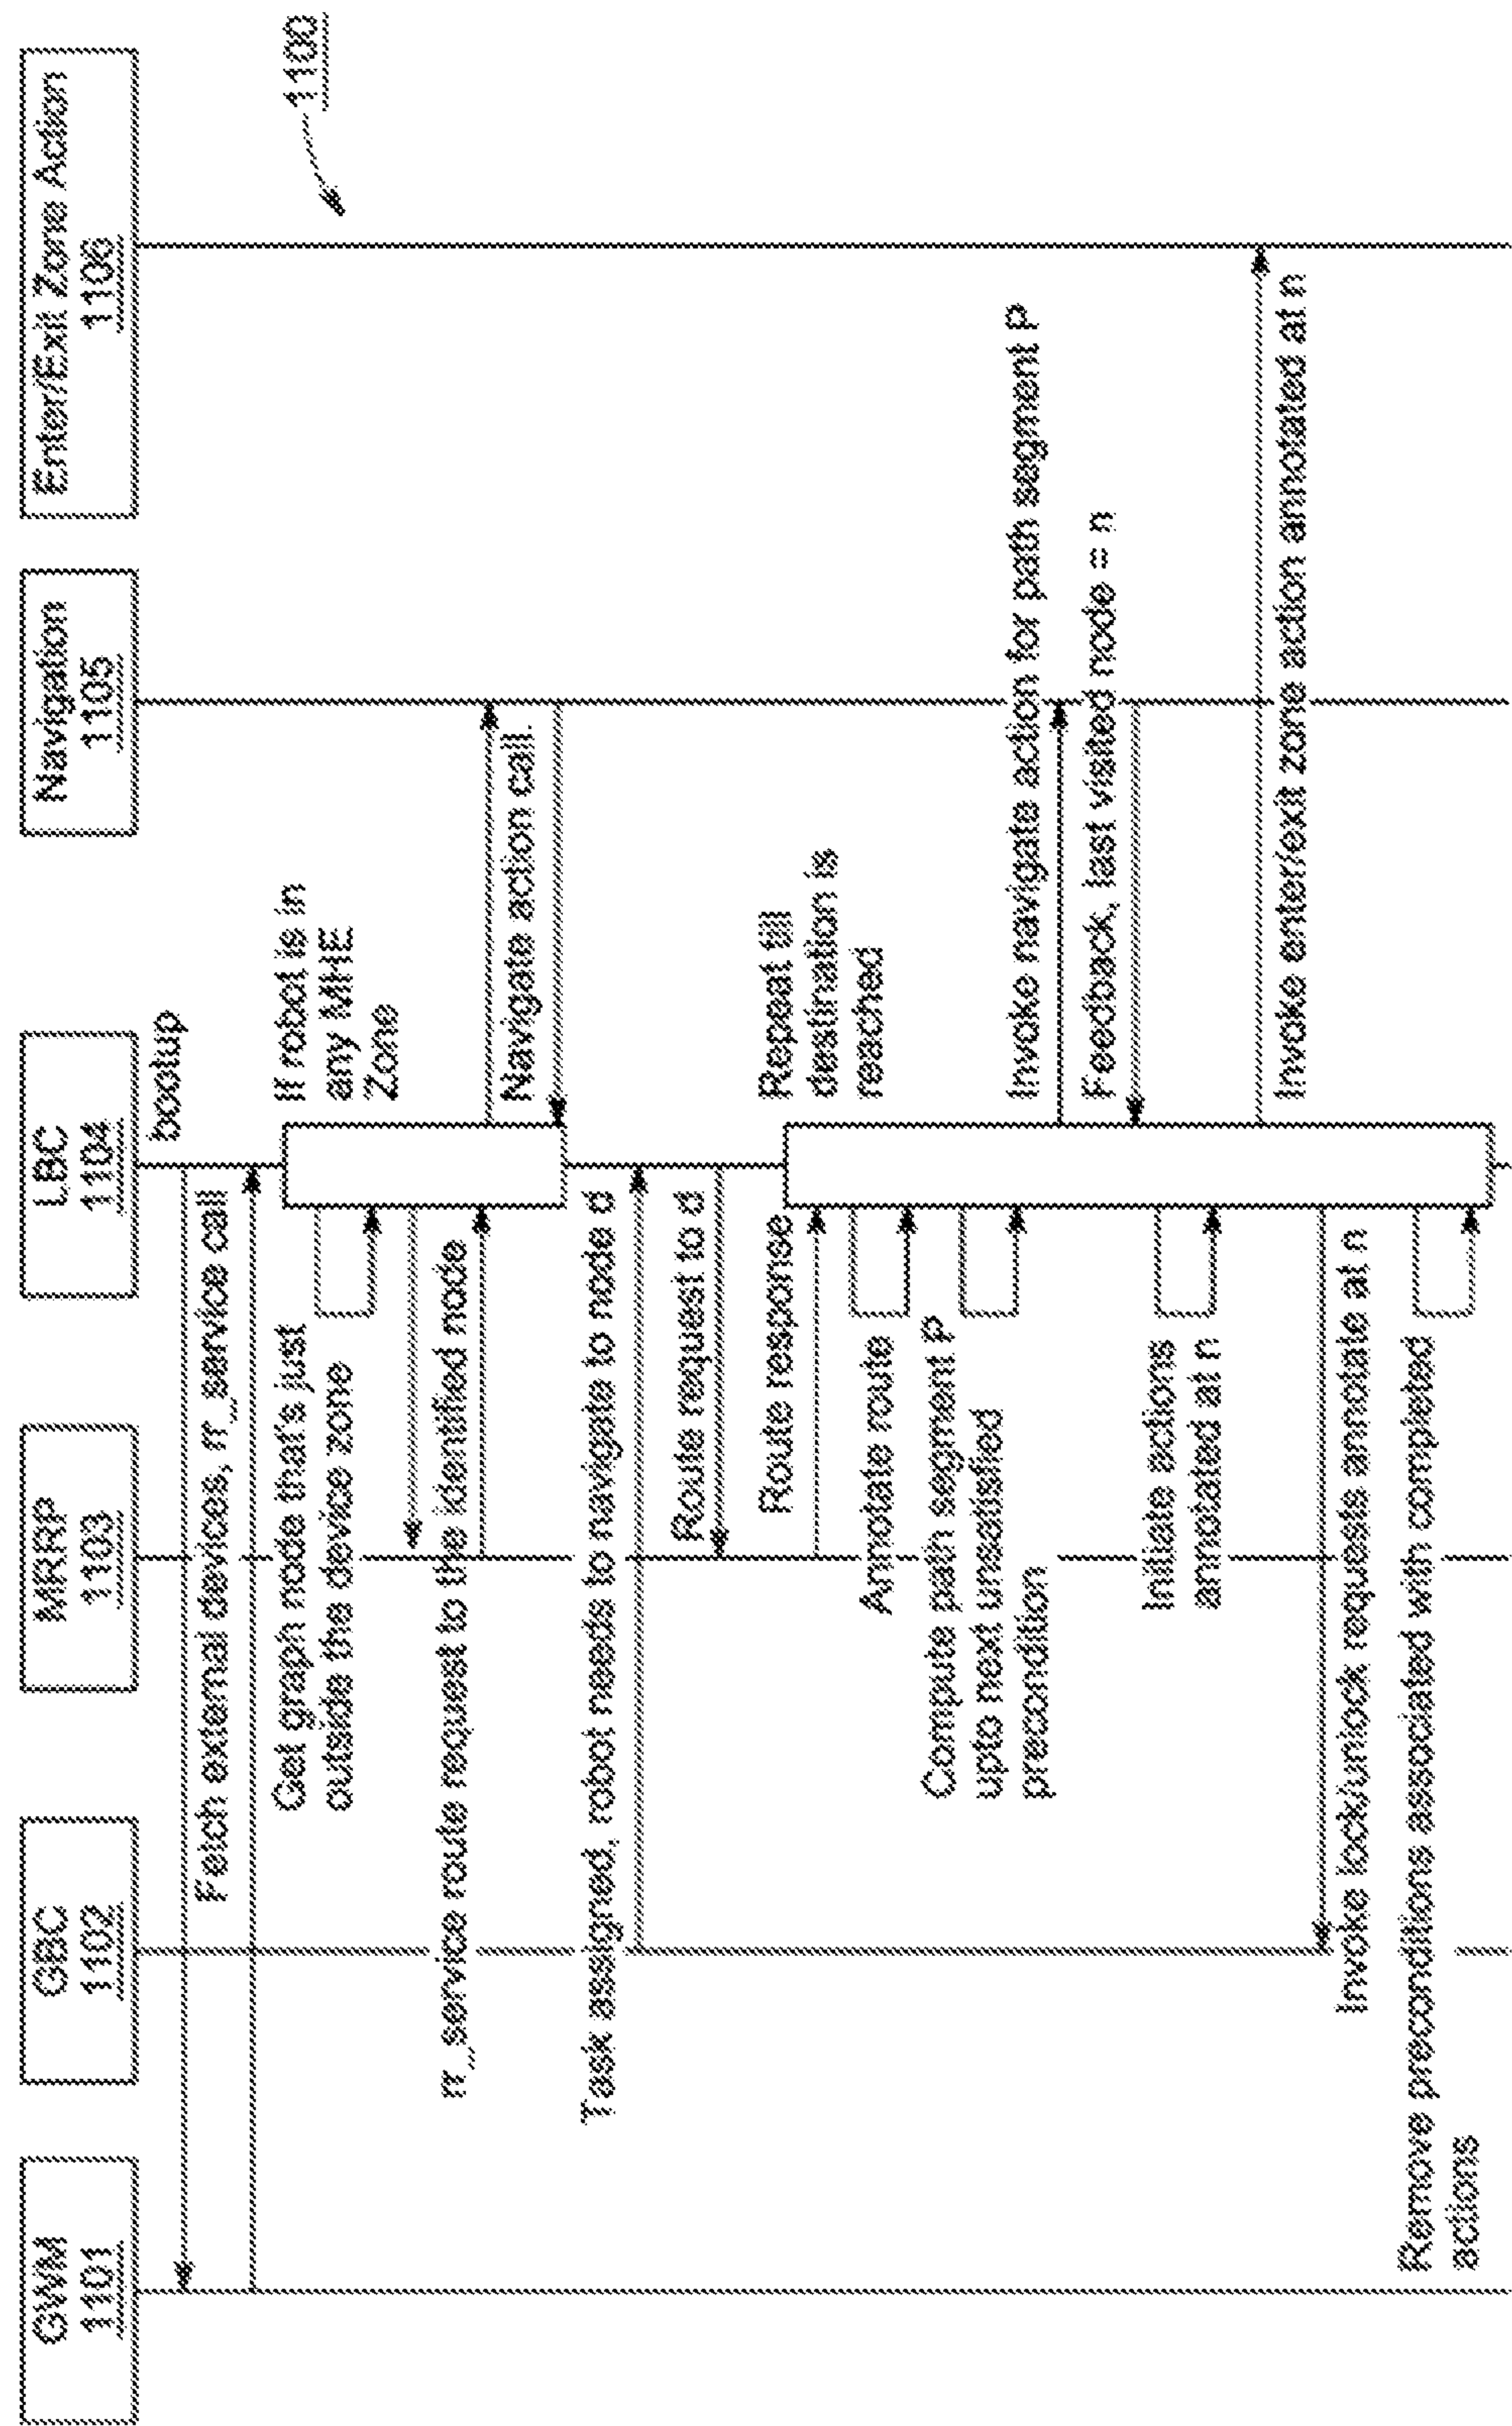 GWM
1101
GBC
1102
MRRP
1103
LBC
1104
Navigation
1105
Enter/Exit Zone Action
1106
1100
bootup
Fetch external devices, rr_service call
If robot is in
any MHE
Zone
Get graph node that's just
outside the device zone
rr_service route request to the identified node
Navigate action call.
Task assigned, robot needs to navigate to node d
Route request to d
Repeat till
destination is
reached
Route response
Annotate route
Compute path segment P
upto next unsatisfied
precondition
Invoke navigate action for path segment P
Feedback, last visited node = n
Initiate actions
annotated at n
Invoke enter/exit zone action annotated at n
Invoke lock/unlock requests annotate at n
Remove preconditions associated with completed
actions